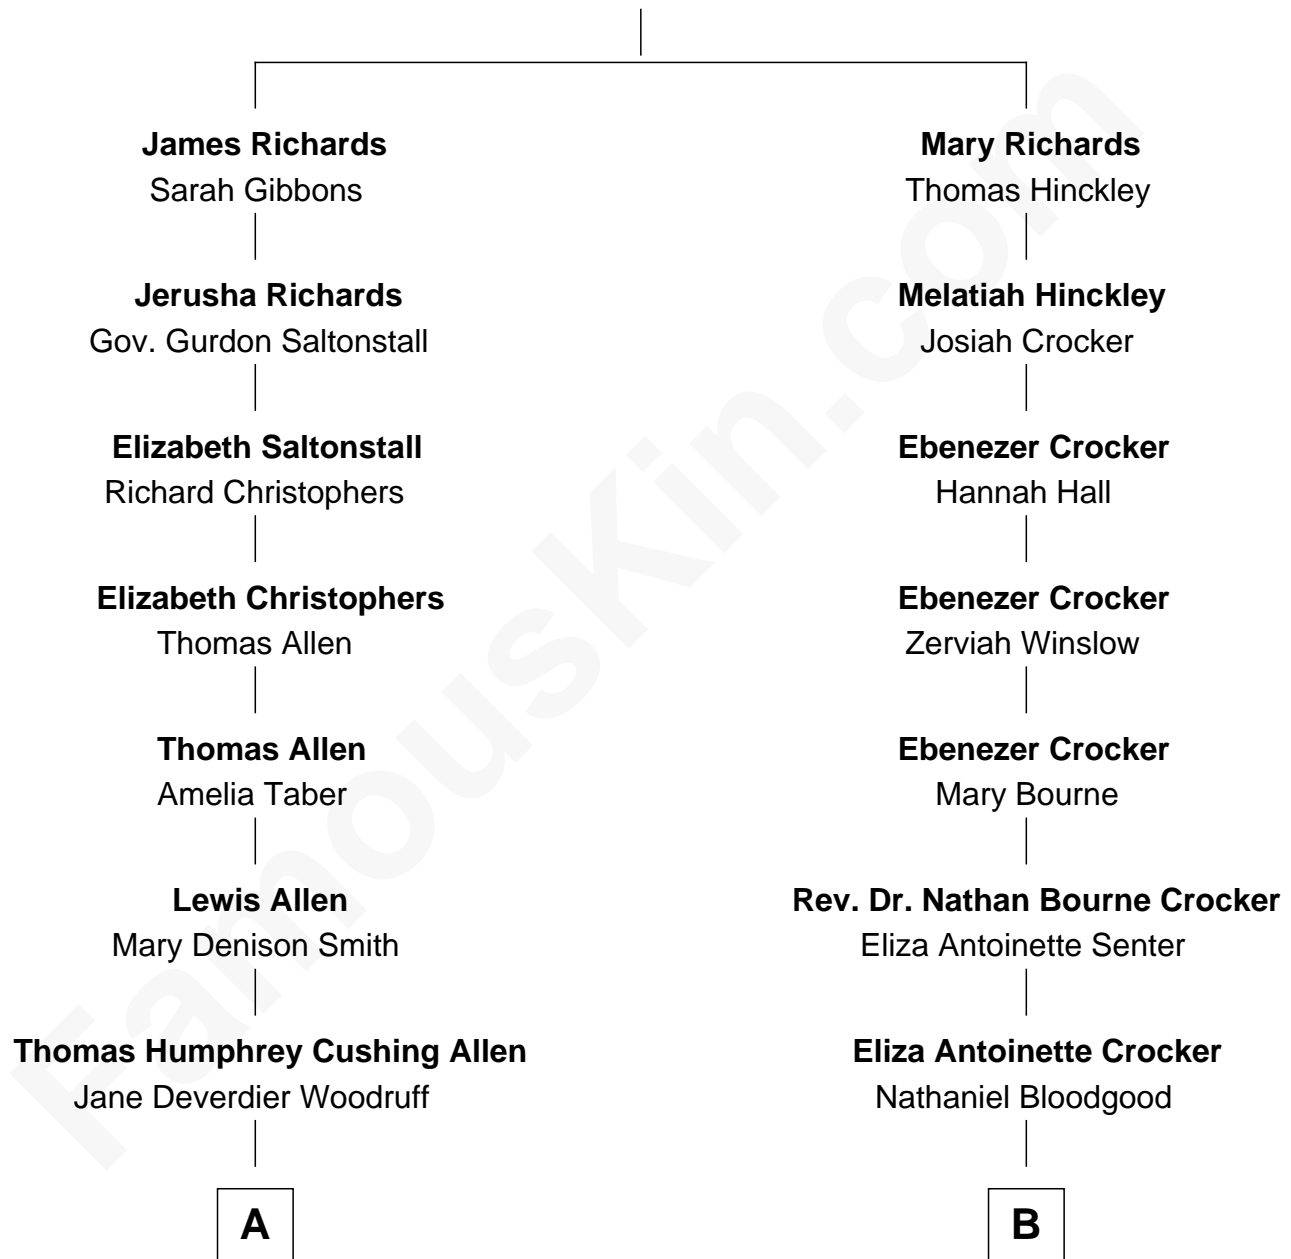 James Richards
Sarah Gibbons
Mary Richards
Thomas Hinckley
Jerusha Richards
Gov. Gurdon Saltonstall
Melatiah Hinckley
Josiah Crocker
Elizabeth Saltonstall
Richard Christophers
Ebenezer Crocker
Hannah Hall
Elizabeth Christophers
Thomas Allen
Ebenezer Crocker
Zerviah Winslow
Thomas Allen
Amelia Taber
Ebenezer Crocker
Mary Bourne
Lewis Allen
Mary Denison Smith
Rev. Dr. Nathan Bourne Crocker
Eliza Antoinette Senter
Thomas Humphrey Cushing Allen
Jane Deverdier Woodruff
Eliza Antoinette Crocker
Nathaniel Bloodgood
A
B
FamousKin.com